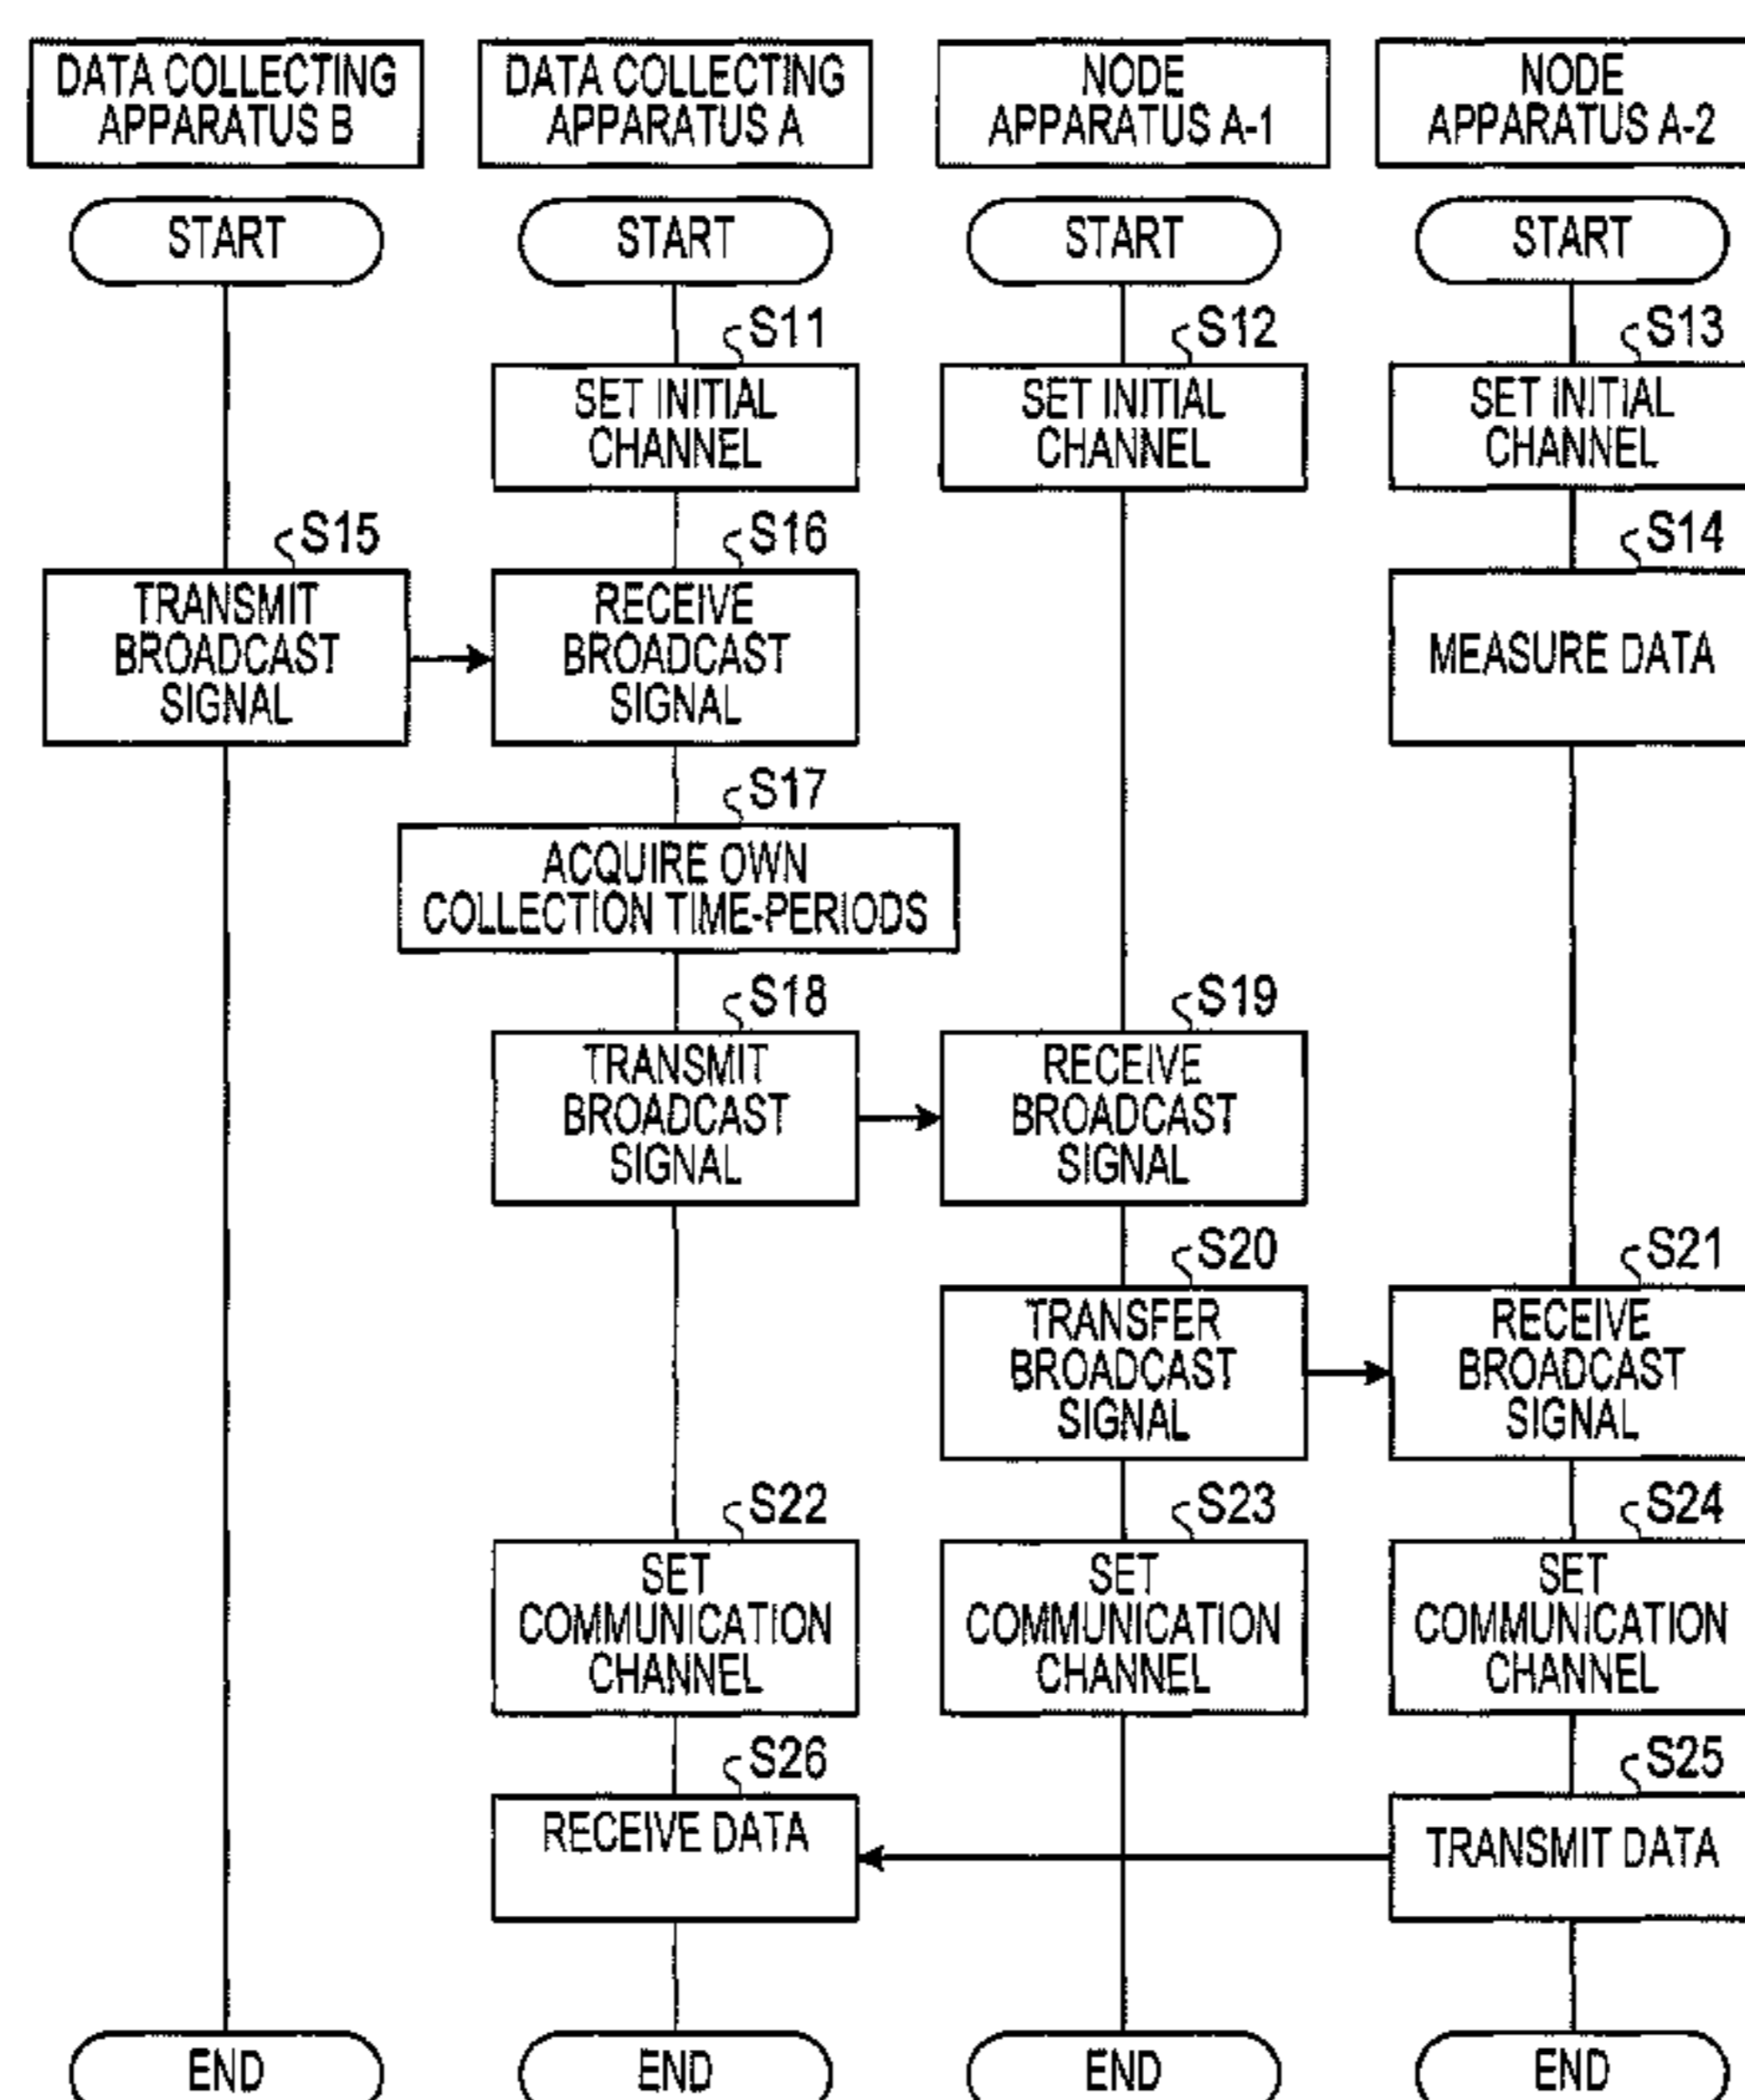 DATA COLLECTING
APPARATUS B
DATA COLLECTING
APPARATUS A
NODE
APPARATUS A-1
NODE
APPARATUS A-2
START
START
START
START
S11
SET INITIAL
CHANNEL
S12
SET INITIAL
CHANNEL
S13
SET INITIAL
CHANNEL
S15
TRANSMIT
BROADCAST
SIGNAL
S16
RECEIVE
BROADCAST
SIGNAL
S14
MEASURE DATA
S17
ACQUIRE OWN
COLLECTION TIME-PERIODS
S18
TRANSMIT
BROADCAST
SIGNAL
S19
RECEIVE
BROADCAST
SIGNAL
S20
TRANSFER
BROADCAST
SIGNAL
S21
RECEIVE
BROADCAST
SIGNAL
S22
SET
COMMUNICATION
CHANNEL
S23
SET
COMMUNICATION
CHANNEL
S24
SET
COMMUNICATION
CHANNEL
S26
RECEIVE DATA
S25
TRANSMIT DATA
END
END
END
END